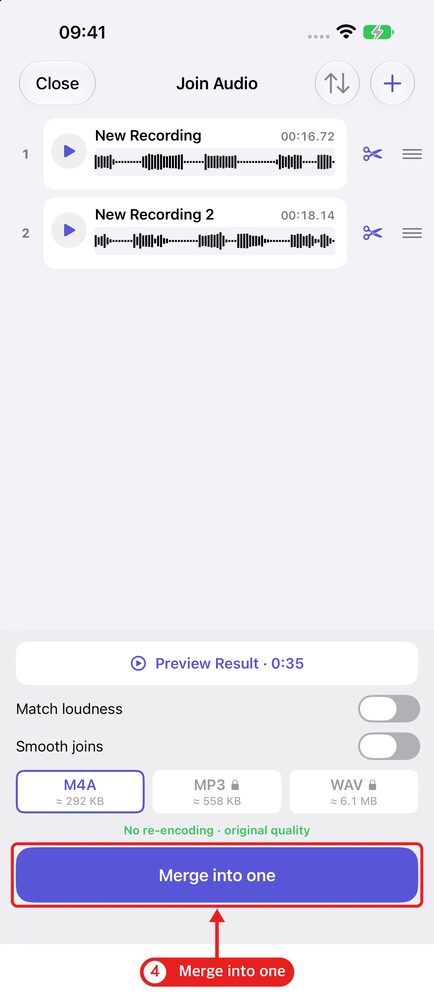 09:41
Close
Join Audio
1
New Recording
00:16.72
2
New Recording 2
00:18.14
Preview Result · 0:35
Match loudness
Smooth joins
M4A
≈ 292 KB
MP3
≈ 558 KB
WAV
≈ 6.1 MB
No re-encoding · original quality
Merge into one
4 Merge into one